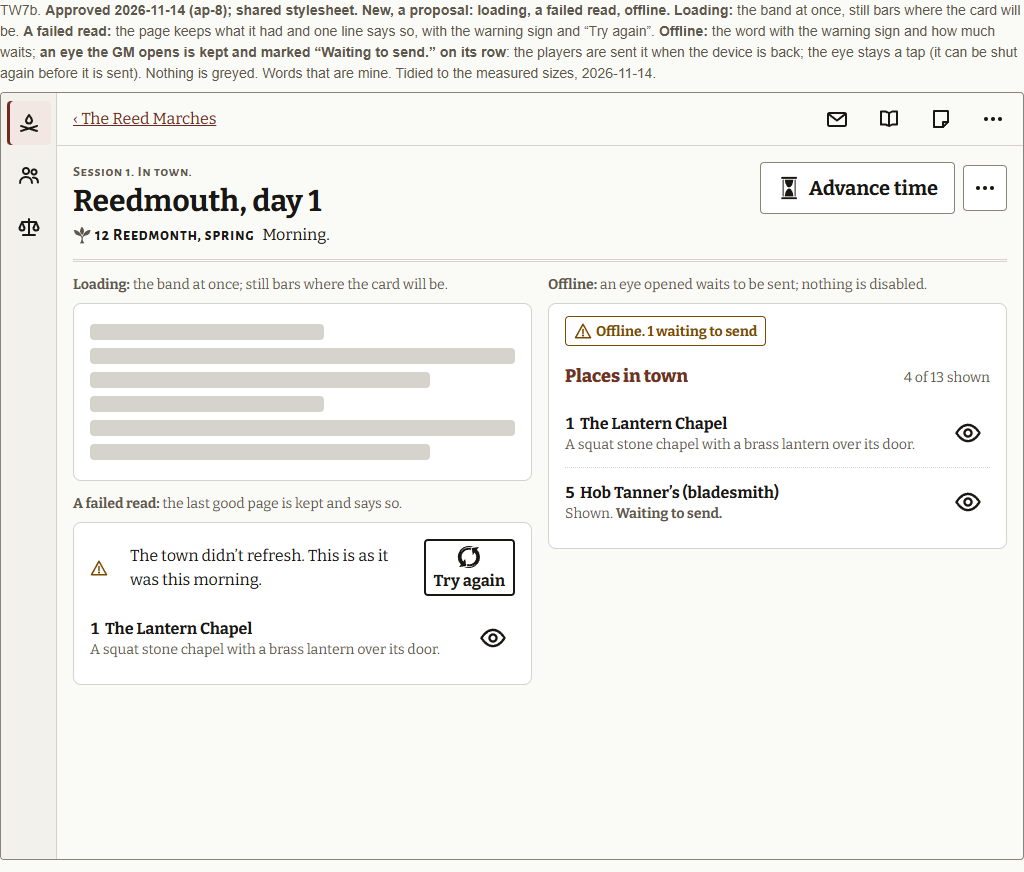 TW7b. Approved 2026-11-14 (ap-8); shared stylesheet. New, a proposal: loading, a failed read, offline. Loading: the band at once, still bars where the card will
be. A failed read: the page keeps what it had and one line says so, with the warning sign and “Try again”. Offline: the word with the warning sign and how much
waits; an eye the GM opens is kept and marked “Waiting to send.” on its row: the players are sent it when the device is back; the eye stays a tap (it can be shut
again before it is sent). Nothing is greyed. Words that are mine. Tidied to the measured sizes, 2026-11-14.
‹ The Reed Marches
Session 1. In town.
Reedmouth, day 1
12 Reedmonth, spring Morning.
Advance time
Loading: the band at once; still bars where the card will be.
A failed read: the last good page is kept and says so.
The town didn’t refresh. This is as it
was this morning.
Try again
1 The Lantern Chapel
A squat stone chapel with a brass lantern over its door.
Offline: an eye opened waits to be sent; nothing is disabled.
Offline. 1 waiting to send
Places in town
4 of 13 shown
1 The Lantern Chapel
A squat stone chapel with a brass lantern over its door.
5 Hob Tanner’s (bladesmith)
Shown. Waiting to send.